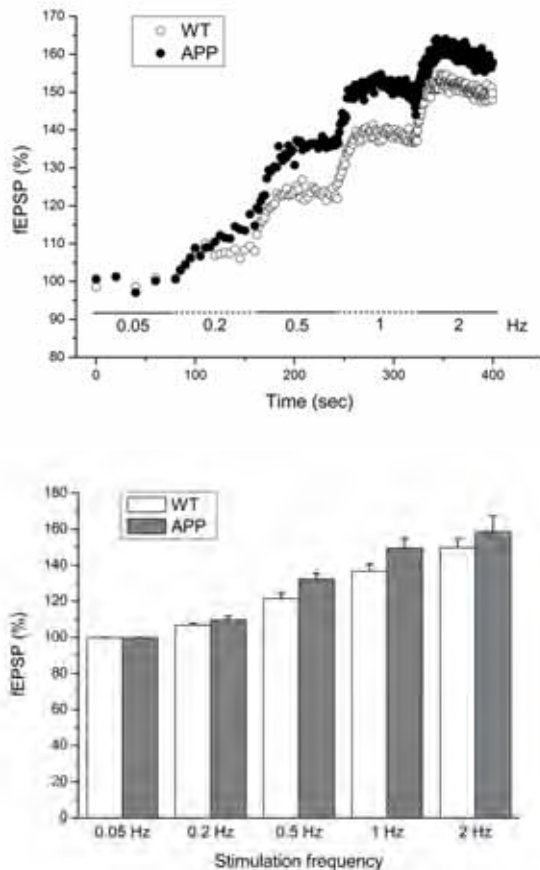 170
160
150
140
130
120
110
100
90
80
fEPSP (%)
WT
APP
0.05 0.2 0.5 1 2 Hz
0 100 200 300 400
Time (sec)
180
160
140
120
100
80
60
40
20
0
fEPSP (%)
WT
APP
0.05 Hz 0.2 Hz 0.5 Hz 1 Hz 2 Hz
Stimulation frequency